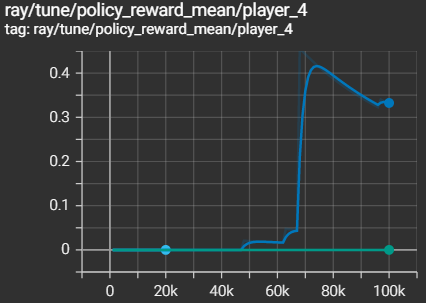 ray/tune/policy_reward_mean/player_4
tag: ray/tune/policy_reward_mean/player_4
0.4
0.3
0.2
0.1
0
0 20k 40k 60k 80k 100k